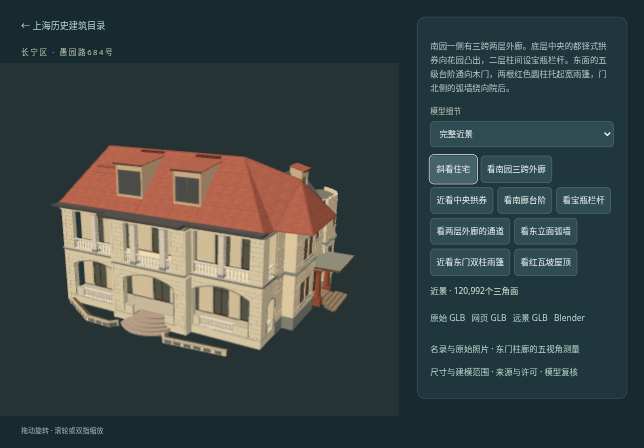 ← 上海历史建筑目录
长宁区 · 愚园路684号
南园一侧有三跨两层外廊。底层中央的都铎式拱
券向花园凸出，二层柱间设宝瓶栏杆。东面的五
级台阶通向木门，两根红色圆柱托起宽雨篷，门
北侧的弧墙绕向院后。
模型细节
完整近景
斜看住宅
看南园三跨外廊
近看中央拱券
看南廊台阶
看宝瓶栏杆
看两层外廊的通道
看东立面弧墙
近看东门双柱雨篷
看红瓦坡屋顶
近景 · 120,992个三角面
原始 GLB 网页 GLB 远景 GLB Blender
名录与原始照片 · 东门柱廊的五视角测量
尺寸与建模范围 · 来源与许可 · 模型复核
拖动旋转 · 滚轮或双指缩放